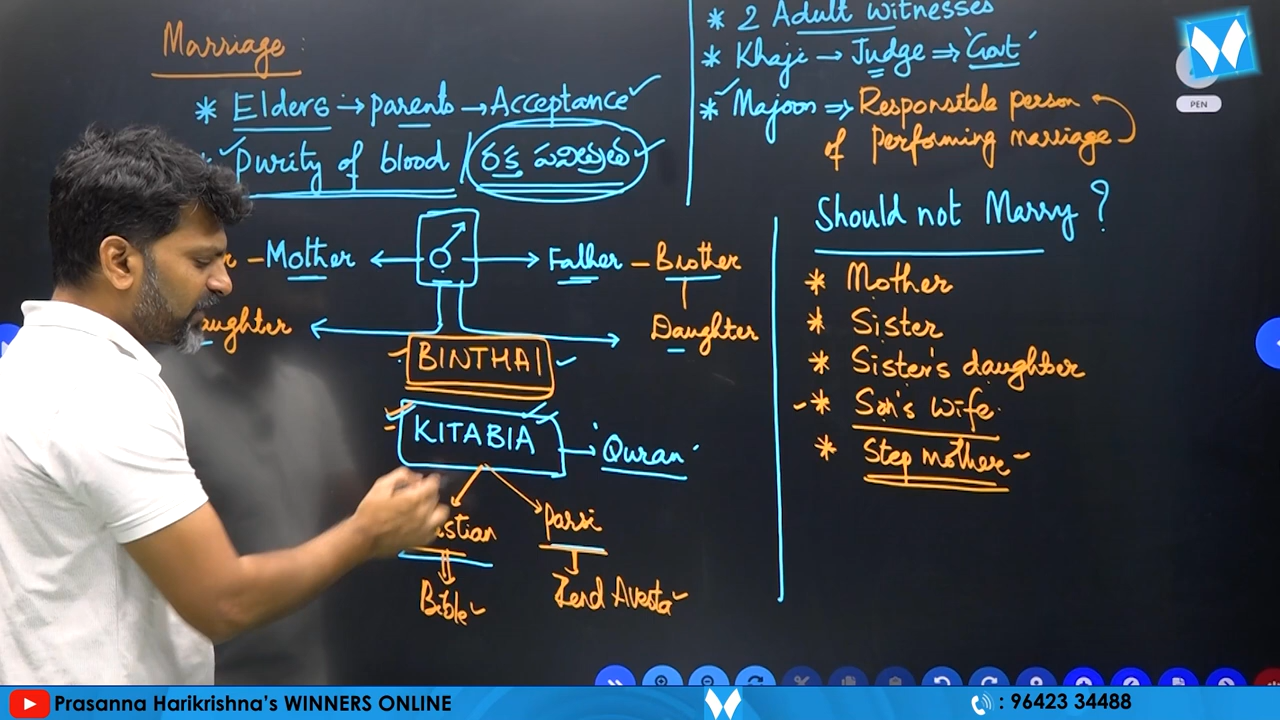 Marriage :
* Elders → parents → Acceptance
* Purity of blood / రక్త పవిత్రత
- Mother ← → Father - Brother
Daughter
BINTHAI
KITABIA → 'Quran'
Parsi
Bible
Zend Avesta
* 2 Adult witnesses
* Khaji → Judge ⇒ 'Govt'
* Majoon ⇒ Responsible person
of Performing marriage
Should not Marry ?
* Mother
* Sister
* Sister's daughter
* Son's wife
* Step mother
PEN
Prasanna Harikrishna's WINNERS ONLINE
: 96423 34488